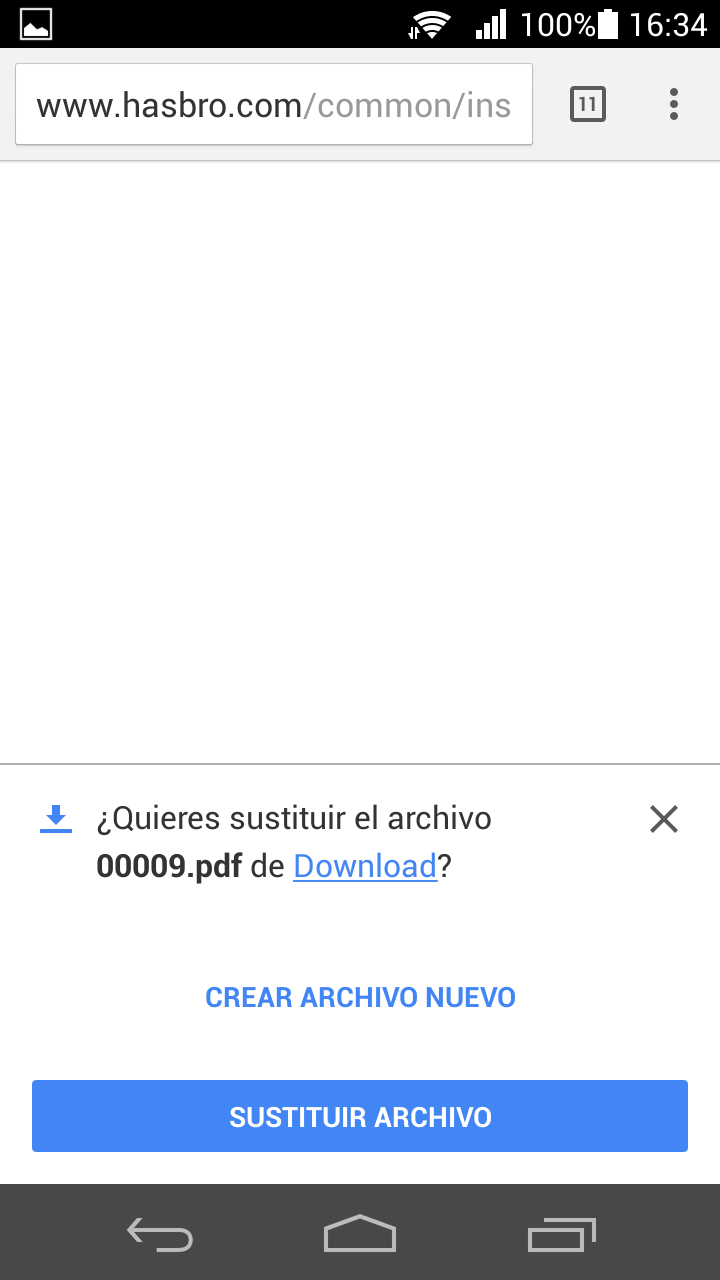 100% 16:34
www.hasbro.com/common/ins
11
¿Quieres sustituir el archivo
00009.pdf de Download?
CREAR ARCHIVO NUEVO
SUSTITUIR ARCHIVO